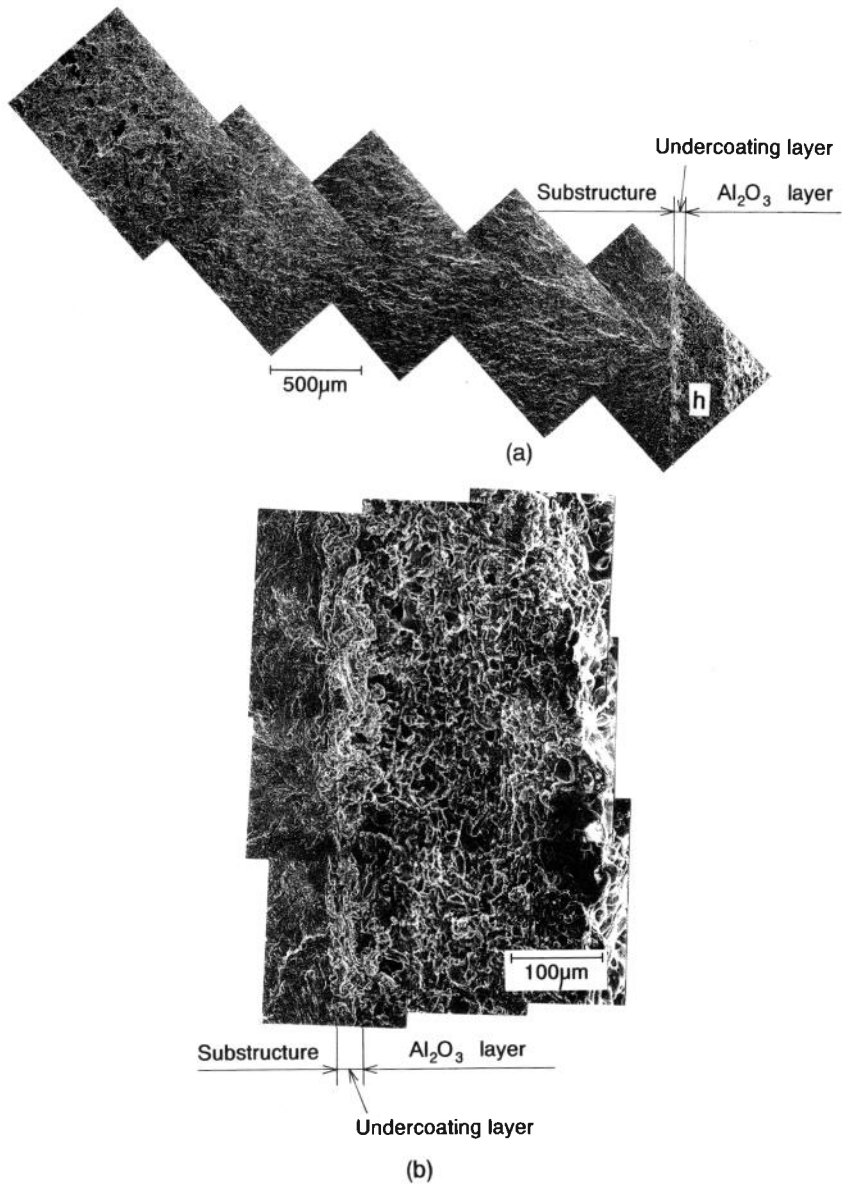 Undercoating layer
Substructure
Al₂O₃ layer
500μm
h
(a)
100μm
Substructure
Al₂O₃ layer
Undercoating layer
(b)